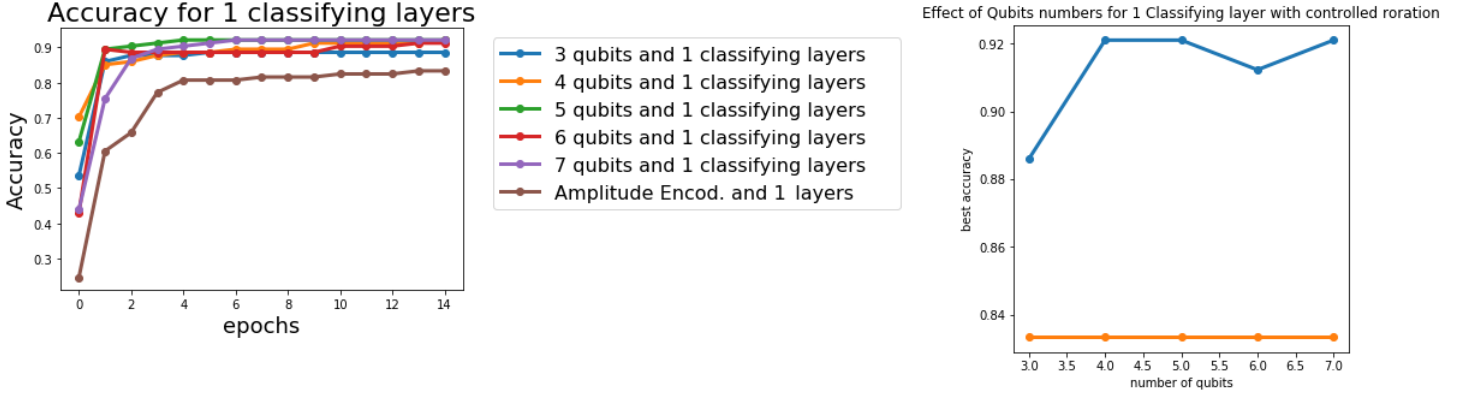 Accuracy for 1 classifying layers
Accuracy
0.9
0.8
0.7
0.6
0.5
0.4
0.3
0 2 4 6 8 10 12 14
epochs
3 qubits and 1 classifying layers
4 qubits and 1 classifying layers
5 qubits and 1 classifying layers
6 qubits and 1 classifying layers
7 qubits and 1 classifying layers
Amplitude Encod. and 1 layers
Effect of Qubits numbers for 1 Classifying layer with controlled roration
best accuracy
0.92
0.90
0.88
0.86
0.84
3.0 3.5 4.0 4.5 5.0 5.5 6.0 6.5 7.0
number of qubits